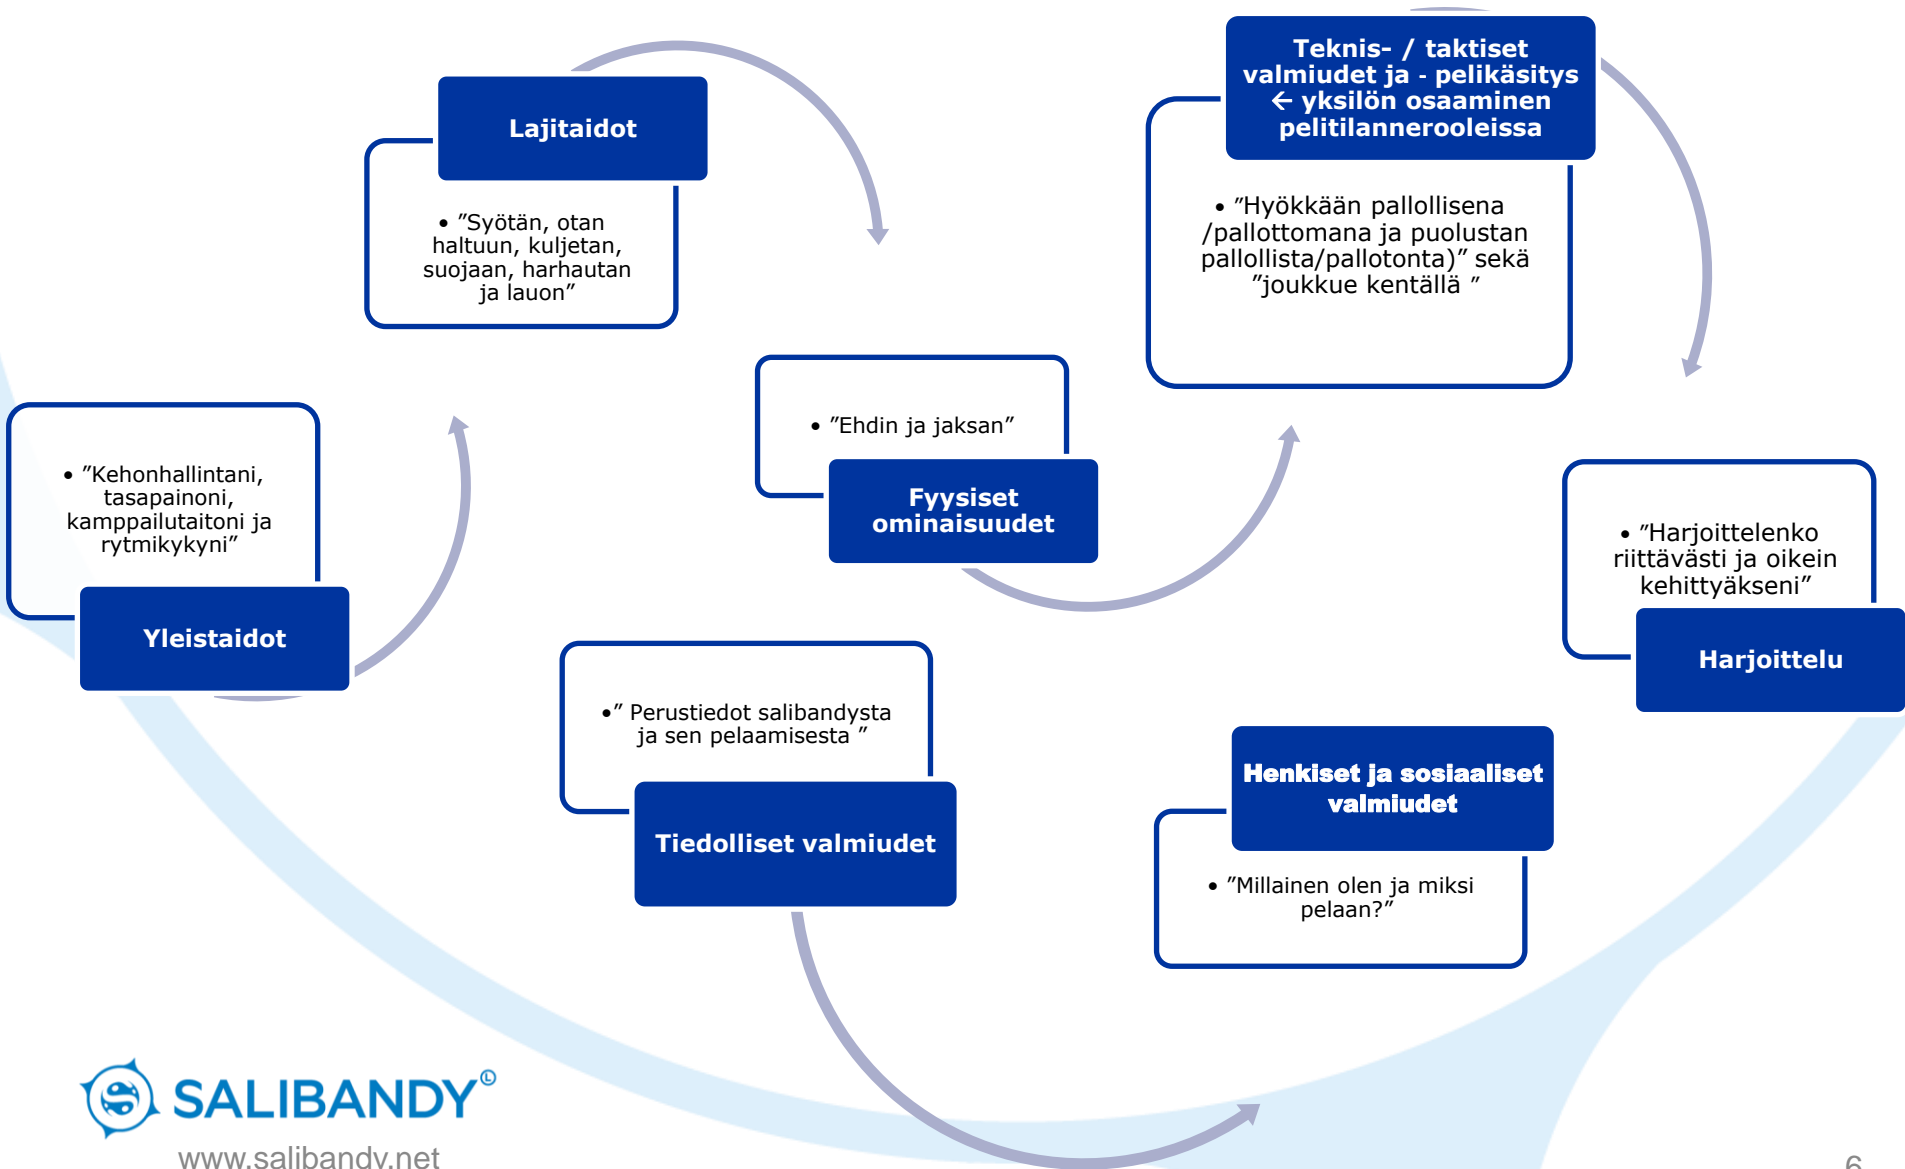 Lajitaidot
• ”Syötän, otan
haltuun, kuljetan,
suojaan, harhautan
ja lauon”
Teknis- / taktiset
valmiudet ja - pelikäsitys
← yksilön osaaminen
pelitilannerooleissa
• ”Hyökkään pallollisena
/pallottomana ja puolustan
pallollista/pallotonta)” sekä
”joukkue kentällä ”
• ”Kehonhallintani,
tasapainoni,
kamppailutaitoni ja
rytmikykyni”
Yleistaidot
• ”Ehdin ja jaksan”
Fyysiset
ominaisuudet
• ”Harjoittelenko
riittävästi ja oikein
kehittyäkseni”
Harjoittelu
•” Perustiedot salibandysta
ja sen pelaamisesta ”
Tiedolliset valmiudet
Henkiset ja sosiaaliset
valmiudet
• ”Millainen olen ja miksi
pelaan?”
SALIBANDY Ⓛ
www.salibandy.net
6